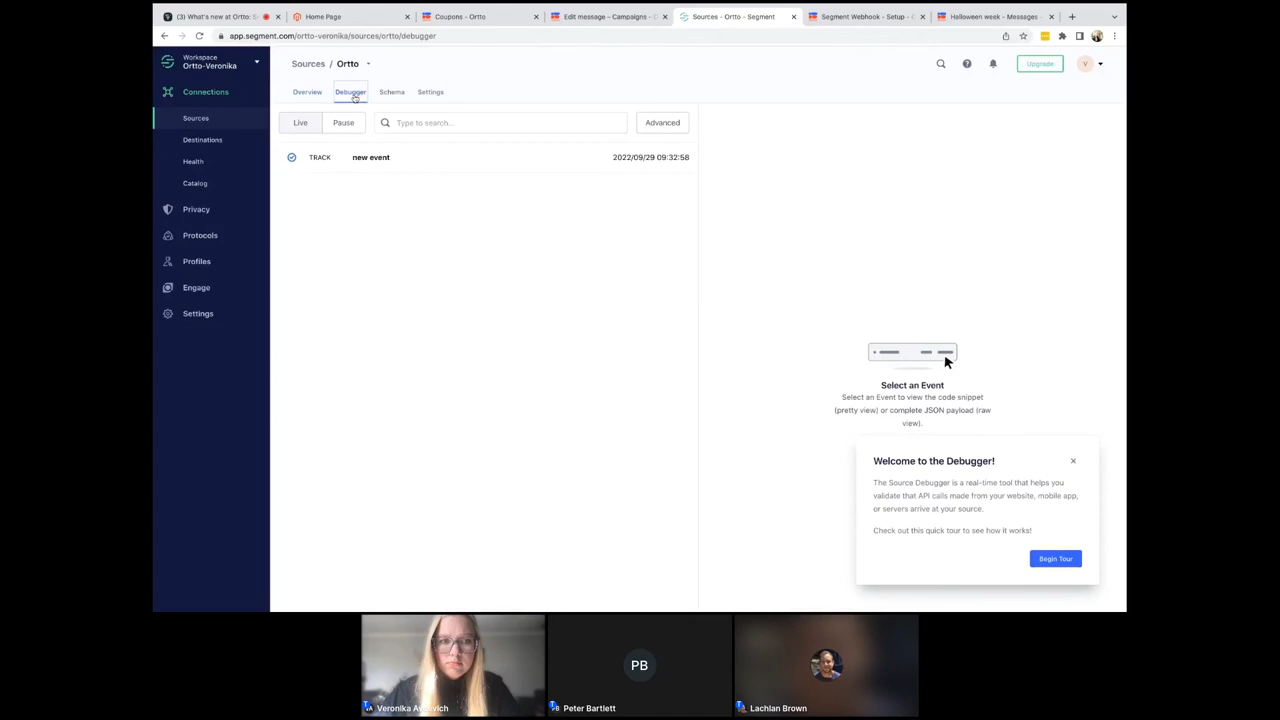 (3) What's new at Ortto: S
Home Page
Coupons - Ortto
Edit message - Campaigns - O
Sources - Ortto - Segment
Segment Webhook - Setup - O
Halloween week - Messages -
app.segment.com/ortto-veronika/sources/ortto/debugger
Workspace
Ortto-Veronika
Connections
Sources
Destinations
Health
Catalog
Privacy
Protocols
Profiles
Engage
Settings
Sources / Ortto
Upgrade
V
Overview
Debugger
Schema
Settings
Live
Pause
Type to search...
Advanced
TRACK new event 2022/09/29 09:32:58
Select an Event
Select an Event to view the code snippet
(pretty view) or complete JSON payload (raw
view).
Welcome to the Debugger!
The Source Debugger is a real-time tool that helps you
validate that API calls made from your website, mobile app,
or servers arrive at your source.
Check out this quick tour to see how it works!
Begin Tour
PB
Peter Bartlett
Lachlan Brown